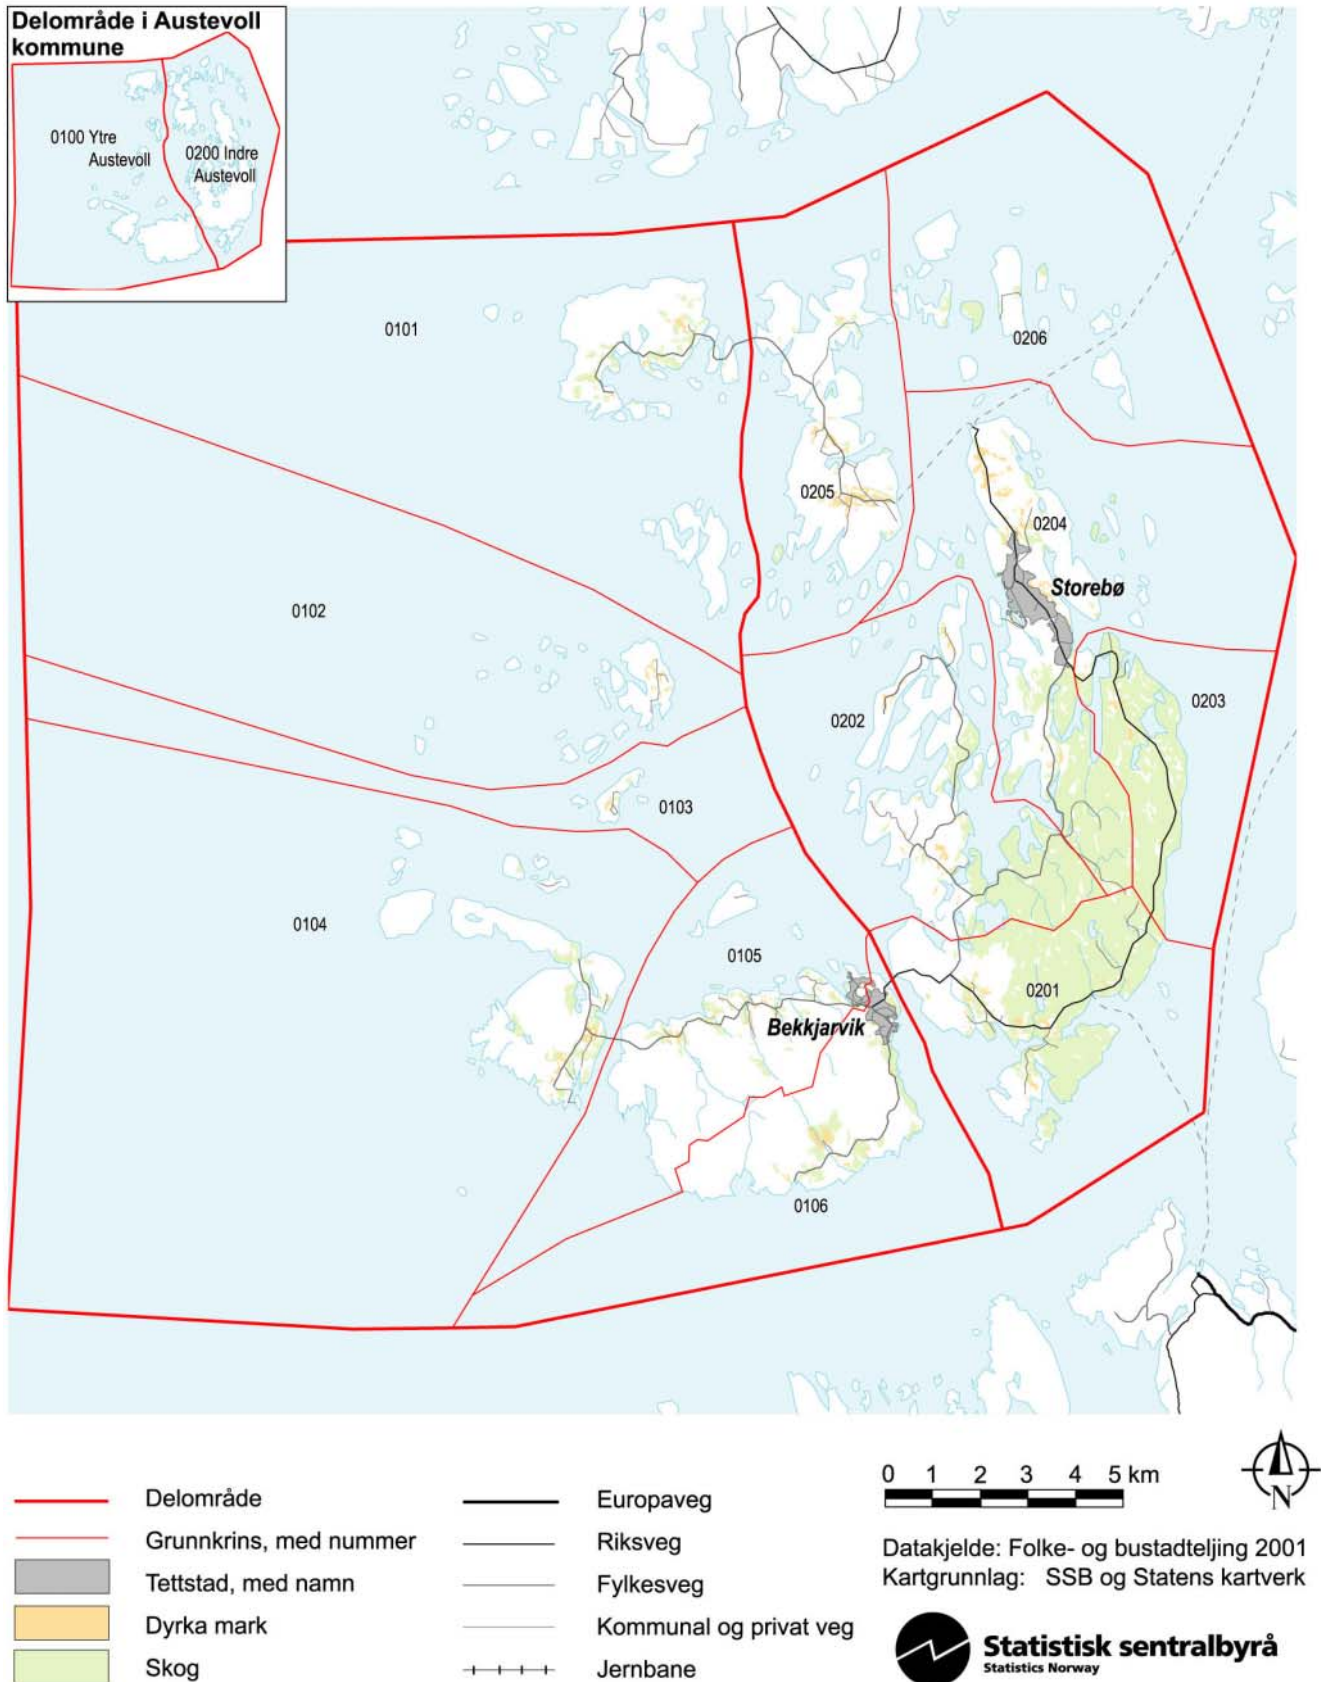 Delområde i Austevoll
kommune
0100 Ytre
Austevoll
0200 Indre
Austevoll
0101
0206
0205
0204
Storebø
0102
0202
0203
0103
0104
0105
0201
Bekkjarvik
0106
Delområde
Grunnkrins, med nummer
Tettstad, med namn
Dyrka mark
Skog
Europaveg
Riksveg
Fylkesveg
Kommunal og privat veg
Jernbane
0 1 2 3 4 5 km
N
Datakjelde: Folke- og bustadteljing 2001
Kartgrunnlag: SSB og Statens kartverk
Statistisk sentralbyrå
Statistics Norway